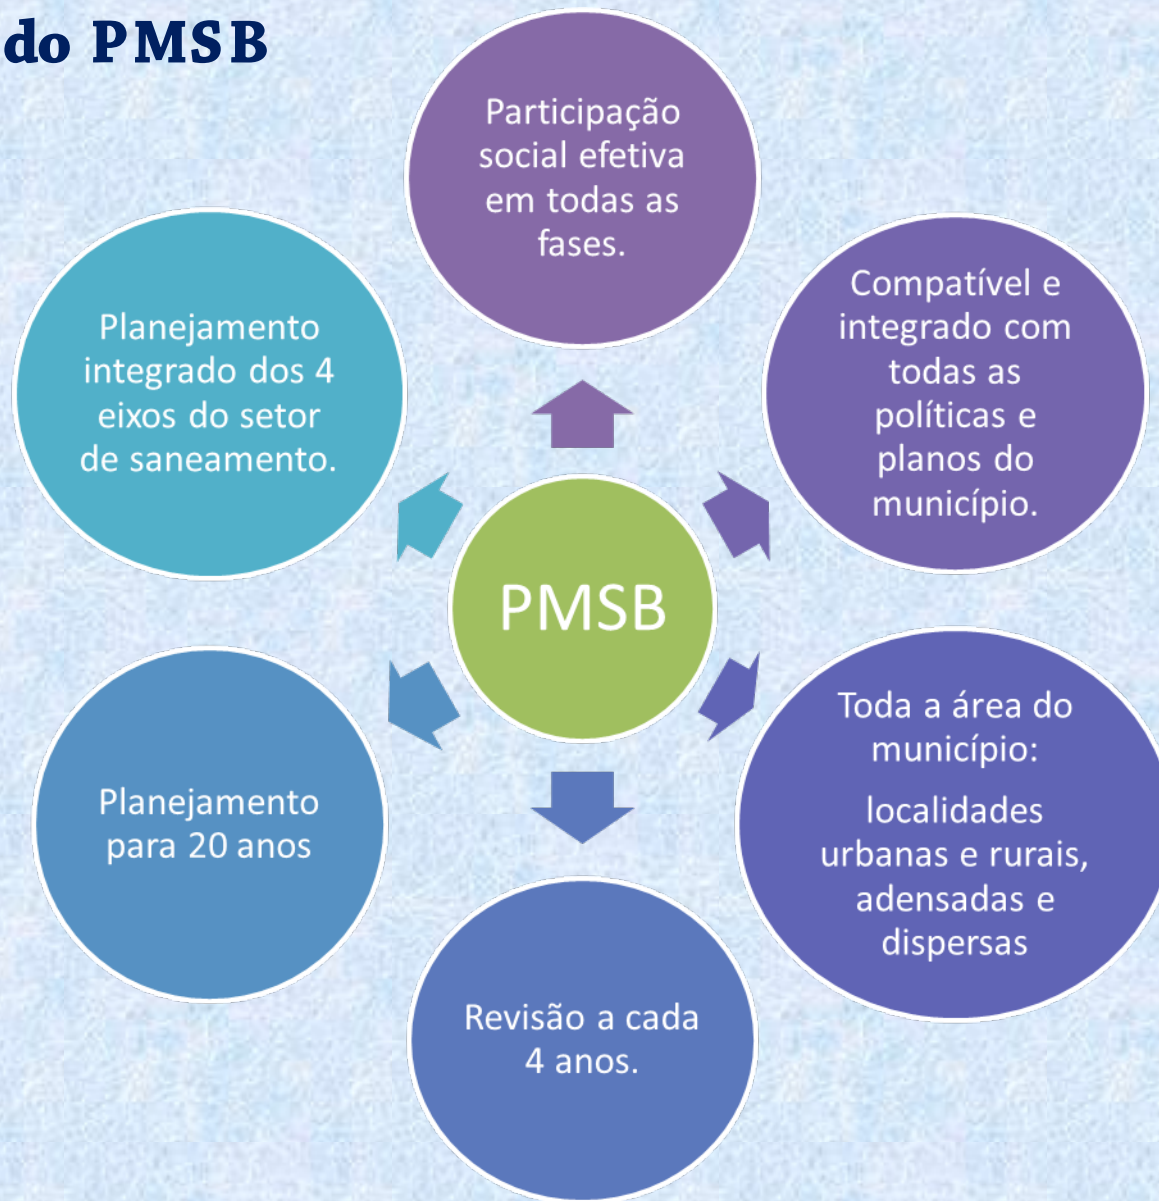 do PMSB
Participação
social efetiva
em todas as
fases.
Compatível e
integrado com
todas as
políticas e
planos do
município.
Toda a área do
município:
localidades
urbanas e rurais,
adensadas e
dispersas
Revisão a cada
4 anos.
Planejamento
para 20 anos
Planejamento
integrado dos 4
eixos do setor
de saneamento.
PMSB